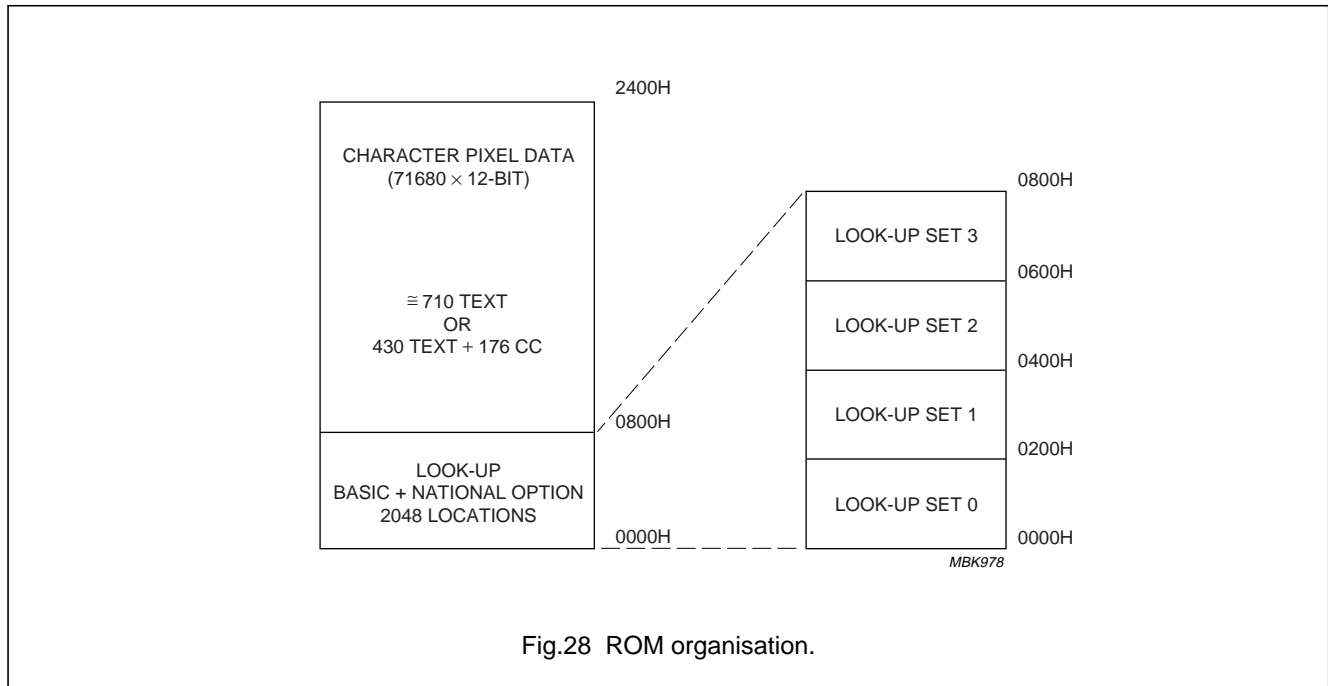 2400H
CHARACTER PIXEL DATA
(71680 × 12-BIT)
≅ 710 TEXT
OR
430 TEXT + 176 CC
0800H
LOOK-UP
BASIC + NATIONAL OPTION
2048 LOCATIONS
0000H
0800H
LOOK-UP SET 3
0600H
LOOK-UP SET 2
0400H
LOOK-UP SET 1
0200H
LOOK-UP SET 0
0000H
MBK978
Fig.28 ROM organisation.